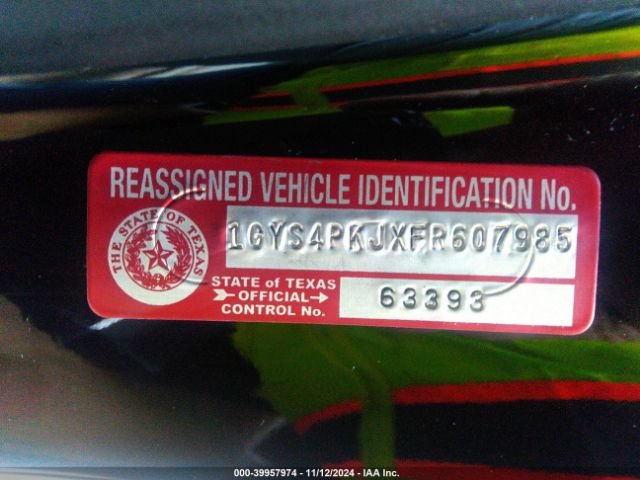 REASSIGNED VEHICLE IDENTIFICATION No.
THE STATE OF TEXAS
1GYS4PKJXFR607985
STATE of TEXAS
OFFICIAL
CONTROL No.
63393
000-39957974 - 11/12/2024 - IAA Inc.